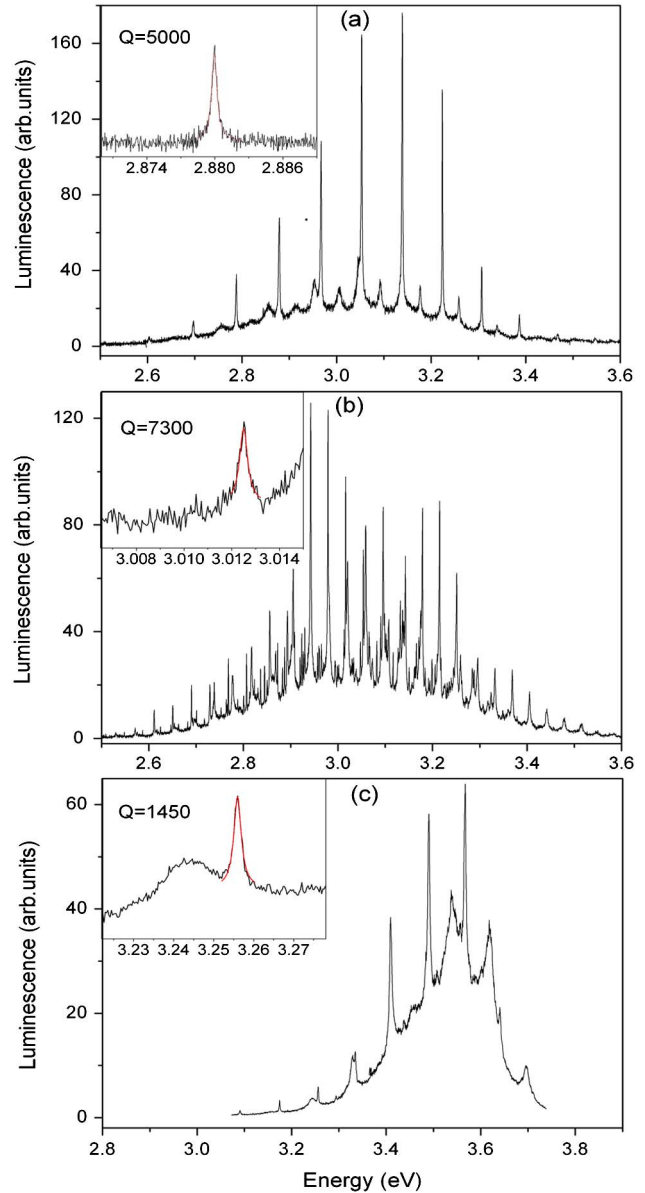 (a)
Q=5000
2.874 2.880 2.886
160
120
80
40
0
Luminescence (arb.units)
2.6 2.8 3.0 3.2 3.4 3.6
(b)
Q=7300
3.008 3.010 3.012 3.014
120
80
40
0
Luminescence (arb.units)
2.6 2.8 3.0 3.2 3.4 3.6
(c)
Q=1450
3.23 3.24 3.25 3.26 3.27
60
40
20
0
Luminescence (arb.units)
2.8 3.0 3.2 3.4 3.6 3.8
Energy (eV)